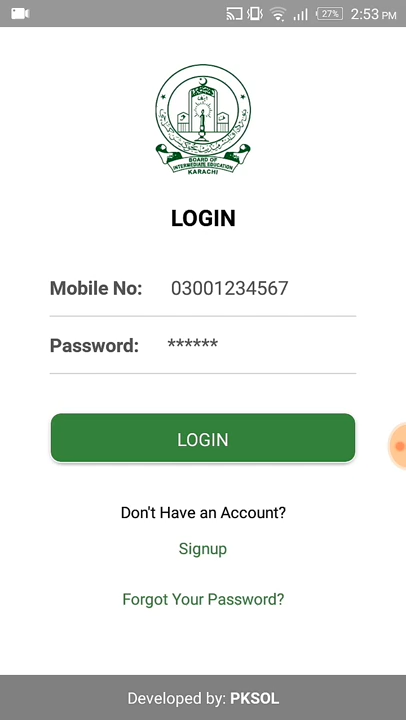 27% 2:53 PM
BOARD OF
INTERMEDIATE EDUCATION
KARACHI
LOGIN
Mobile No: 03001234567
Password: ******
LOGIN
Don't Have an Account?
Signup
Forgot Your Password?
Developed by: PKSOL